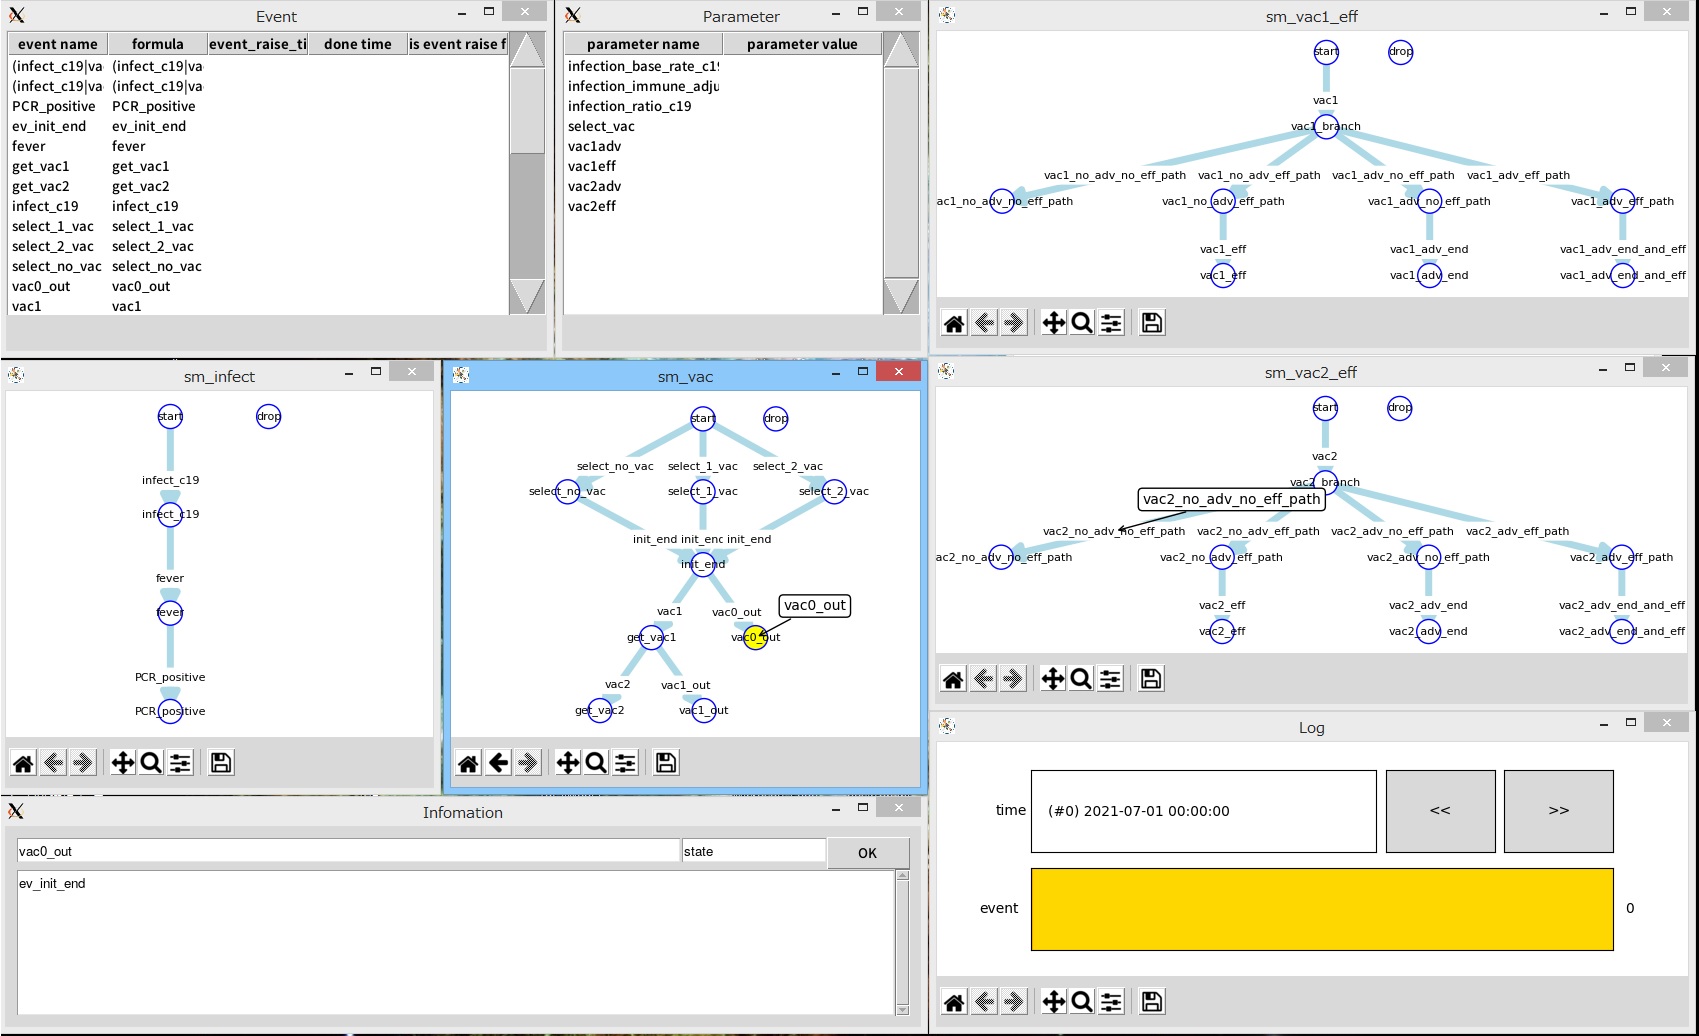 Event
event name formula event_raise_ti done time is event raise f
(infect_c19|va (infect_c19|va
(infect_c19|va (infect_c19|va
PCR_positive PCR_positive
ev_init_end ev_init_end
fever fever
get_vac1 get_vac1
get_vac2 get_vac2
infect_c19 infect_c19
select_1_vac select_1_vac
select_2_vac select_2_vac
select_no_vac select_no_vac
vac0_out vac0_out
vac1 vac1
Parameter
parameter name parameter value
infection_base_rate_c19
infection_immune_adju
infection_ratio_c19
select_vac
vac1adv
vac1eff
vac2adv
vac2eff
sm_vac1_eff
start drop
vac1
vac1_branch
vac1_no_adv_no_eff_path vac1_no_adv_eff_path vac1_adv_no_eff_path vac1_adv_eff_path
ac1_no_adv_no_eff_path vac1_no_adv_eff_path vac1_adv_no_eff_path vac1_adv_eff_path
vac1_eff vac1_adv_end vac1_adv_end_and_eff
vac1_eff vac1_adv_end vac1_adv_end_and_eff
sm_infect
start drop
infect_c19
infect_c19
fever
fever
PCR_positive
PCR_positive
sm_vac
start drop
select_no_vac select_1_vac select_2_vac
select_no_vac select_1_vac select_2_vac
init_end init_end init_end
init_end
vac1 vac0_out vac0_out
get_vac1 vac0_out
vac2 vac1_out
get_vac2 vac1_out
sm_vac2_eff
start drop
vac2
vac2_branch
vac2_no_adv_no_eff_path
vac2_no_adv_no_eff_path vac2_no_adv_eff_path vac2_adv_no_eff_path vac2_adv_eff_path
ac2_no_adv_no_eff_path vac2_no_adv_eff_path vac2_adv_no_eff_path vac2_adv_eff_path
vac2_eff vac2_adv_end vac2_adv_end_and_eff
vac2_eff vac2_adv_end vac2_adv_end_and_eff
Infomation
vac0_out state OK
ev_init_end
Log
time (#0) 2021-07-01 00:00:00 << >>
event 0